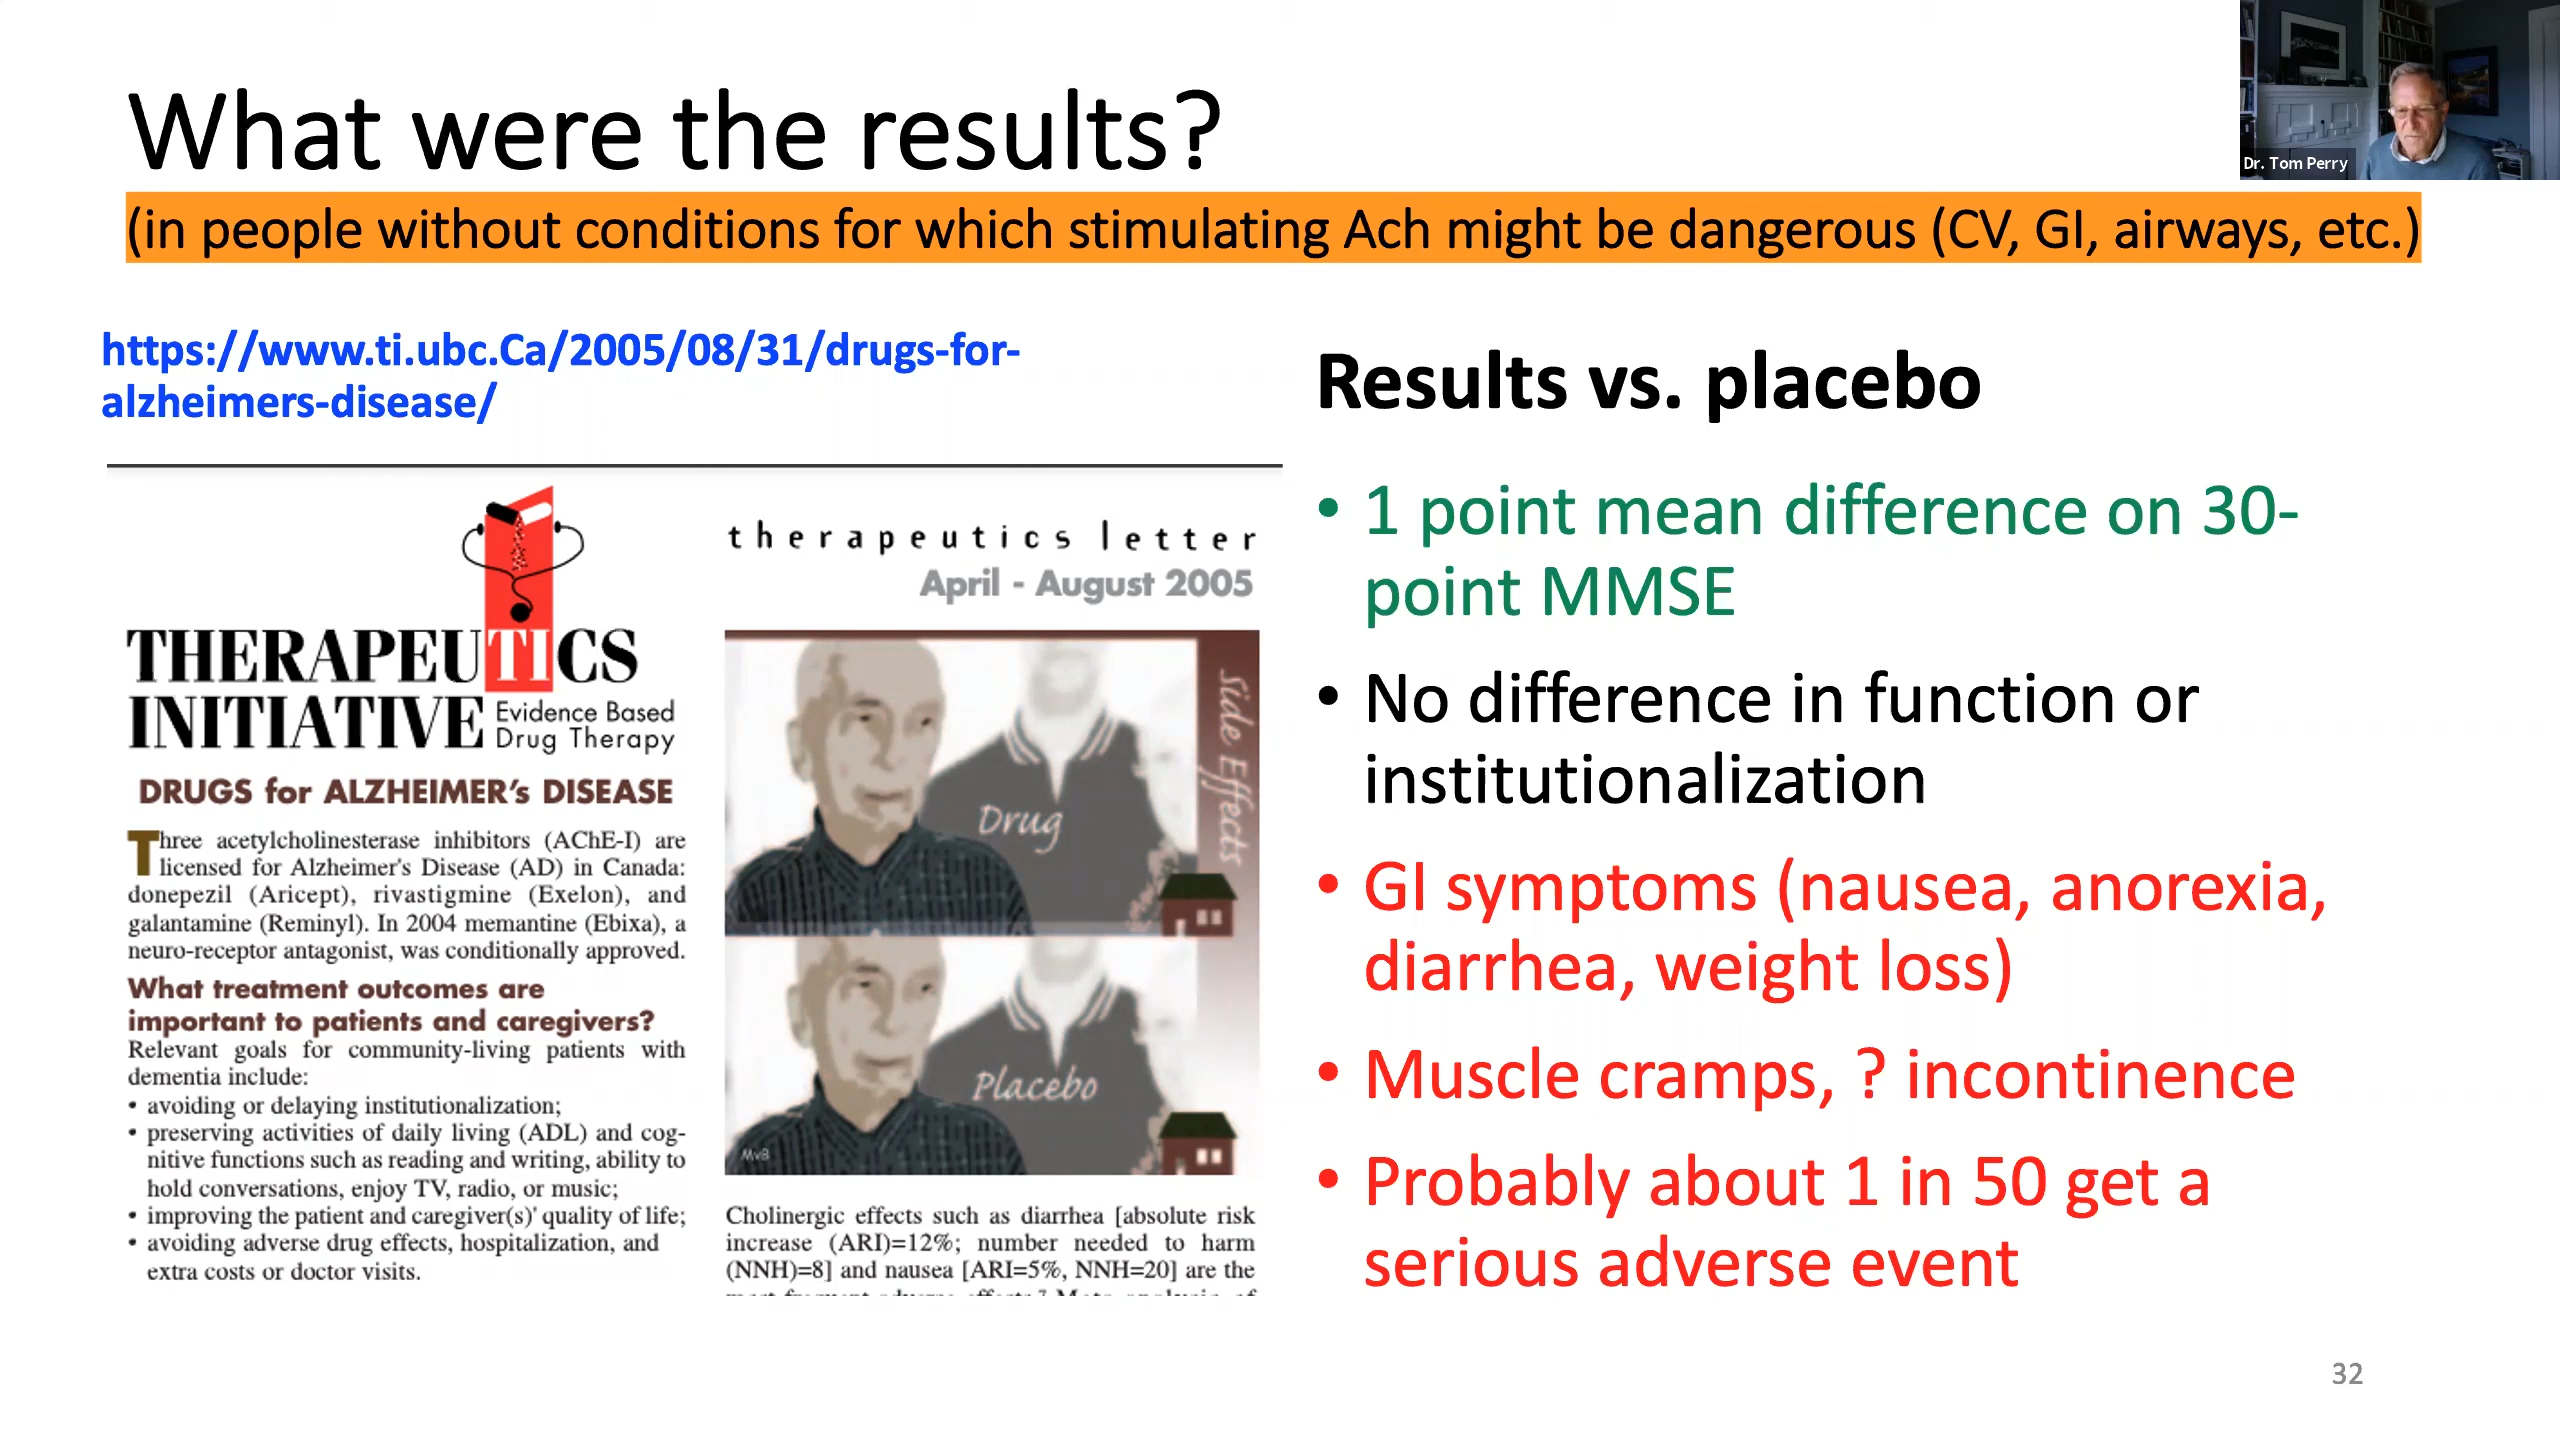 What were the results?
Dr. Tom Perry
(in people without conditions for which stimulating Ach might be dangerous (CV, GI, airways, etc.)
https://www.ti.ubc.Ca/2005/08/31/drugs-for-
alzheimers-disease/
THERAPEUTICS
INITIATIVE
Evidence Based
Drug Therapy
DRUGS for ALZHEIMER's DISEASE
Three acetylcholinesterase inhibitors (AChE-I) are
licensed for Alzheimer's Disease (AD) in Canada:
donepezil (Aricept), rivastigmine (Exelon), and
galantamine (Reminyl). In 2004 memantine (Ebixa), a
neuro-receptor antagonist, was conditionally approved.
What treatment outcomes are
important to patients and caregivers?
Relevant goals for community-living patients with
dementia include:
• avoiding or delaying institutionalization;
• preserving activities of daily living (ADL) and cog-
nitive functions such as reading and writing, ability to
hold conversations, enjoy TV, radio, or music;
• improving the patient and caregiver(s)' quality of life;
• avoiding adverse drug effects, hospitalization, and
extra costs or doctor visits.
therapeutics letter
April - August 2005
Side Effects
Drug
Placebo
MvB
Cholinergic effects such as diarrhea [absolute risk
increase (ARI)=12%; number needed to harm
(NNH)=8] and nausea [ARI=5%, NNH=20] are the
Results vs. placebo
• 1 point mean difference on 30-
point MMSE
• No difference in function or
institutionalization
• GI symptoms (nausea, anorexia,
diarrhea, weight loss)
• Muscle cramps, ? incontinence
• Probably about 1 in 50 get a
serious adverse event
32